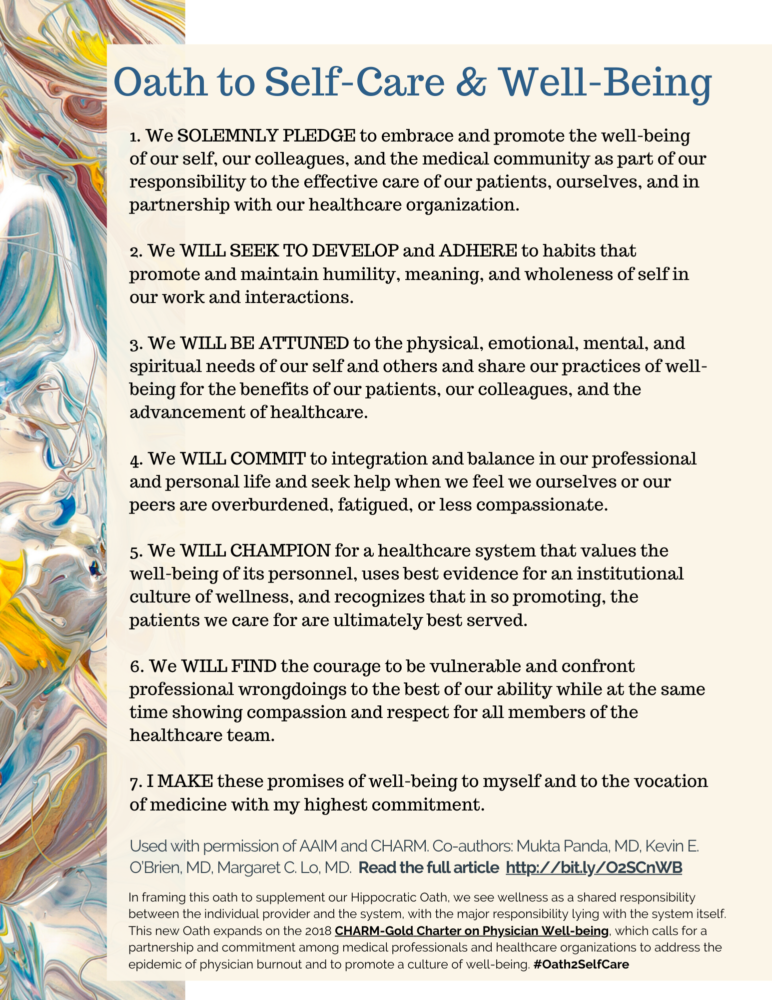 Oath to Self-Care & Well-Being
1. We SOLEMNLY PLEDGE to embrace and promote the well-being
of our self, our colleagues, and the medical community as part of our
responsibility to the effective care of our patients, ourselves, and in
partnership with our healthcare organization.
2. We WILL SEEK TO DEVELOP and ADHERE to habits that
promote and maintain humility, meaning, and wholeness of self in
our work and interactions.
3. We WILL BE ATTUNED to the physical, emotional, mental, and
spiritual needs of our self and others and share our practices of well-
being for the benefits of our patients, our colleagues, and the
advancement of healthcare.
4. We WILL COMMIT to integration and balance in our professional
and personal life and seek help when we feel we ourselves or our
peers are overburdened, fatigued, or less compassionate.
5. We WILL CHAMPION for a healthcare system that values the
well-being of its personnel, uses best evidence for an institutional
culture of wellness, and recognizes that in so promoting, the
patients we care for are ultimately best served.
6. We WILL FIND the courage to be vulnerable and confront
professional wrongdoings to the best of our ability while at the same
time showing compassion and respect for all members of the
healthcare team.
7. I MAKE these promises of well-being to myself and to the vocation
of medicine with my highest commitment.
Used with permission of AAIM and CHARM. Co-authors: Mukta Panda, MD, Kevin E.
O'Brien, MD, Margaret C. Lo, MD. Read the full article http://bit.ly/O2SCnWB
In framing this oath to supplement our Hippocratic Oath, we see wellness as a shared responsibility
between the individual provider and the system, with the major responsibility lying with the system itself.
This new Oath expands on the 2018 CHARM-Gold Charter on Physician Well-being, which calls for a
partnership and commitment among medical professionals and healthcare organizations to address the
epidemic of physician burnout and to promote a culture of well-being. #Oath2SelfCare